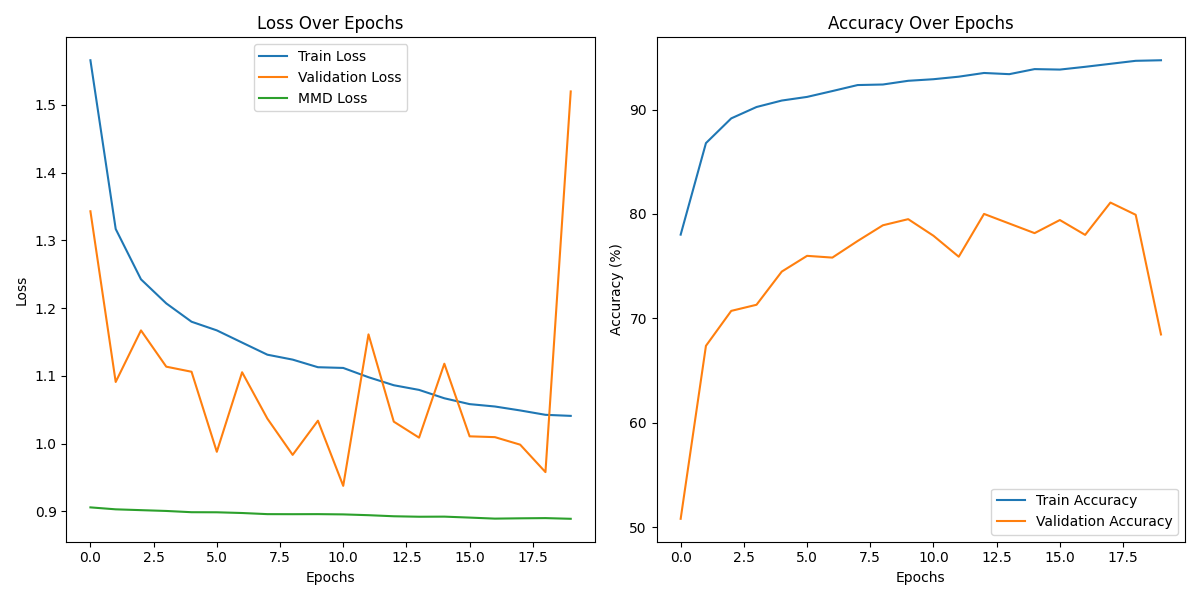 Loss Over Epochs
Train Loss
Validation Loss
MMD Loss
1.5
1.4
1.3
1.2
1.1
1.0
0.9
Loss
0.0 2.5 5.0 7.5 10.0 12.5 15.0 17.5
Epochs
Accuracy Over Epochs
90
80
70
60
50
Accuracy (%)
Train Accuracy
Validation Accuracy
0.0 2.5 5.0 7.5 10.0 12.5 15.0 17.5
Epochs